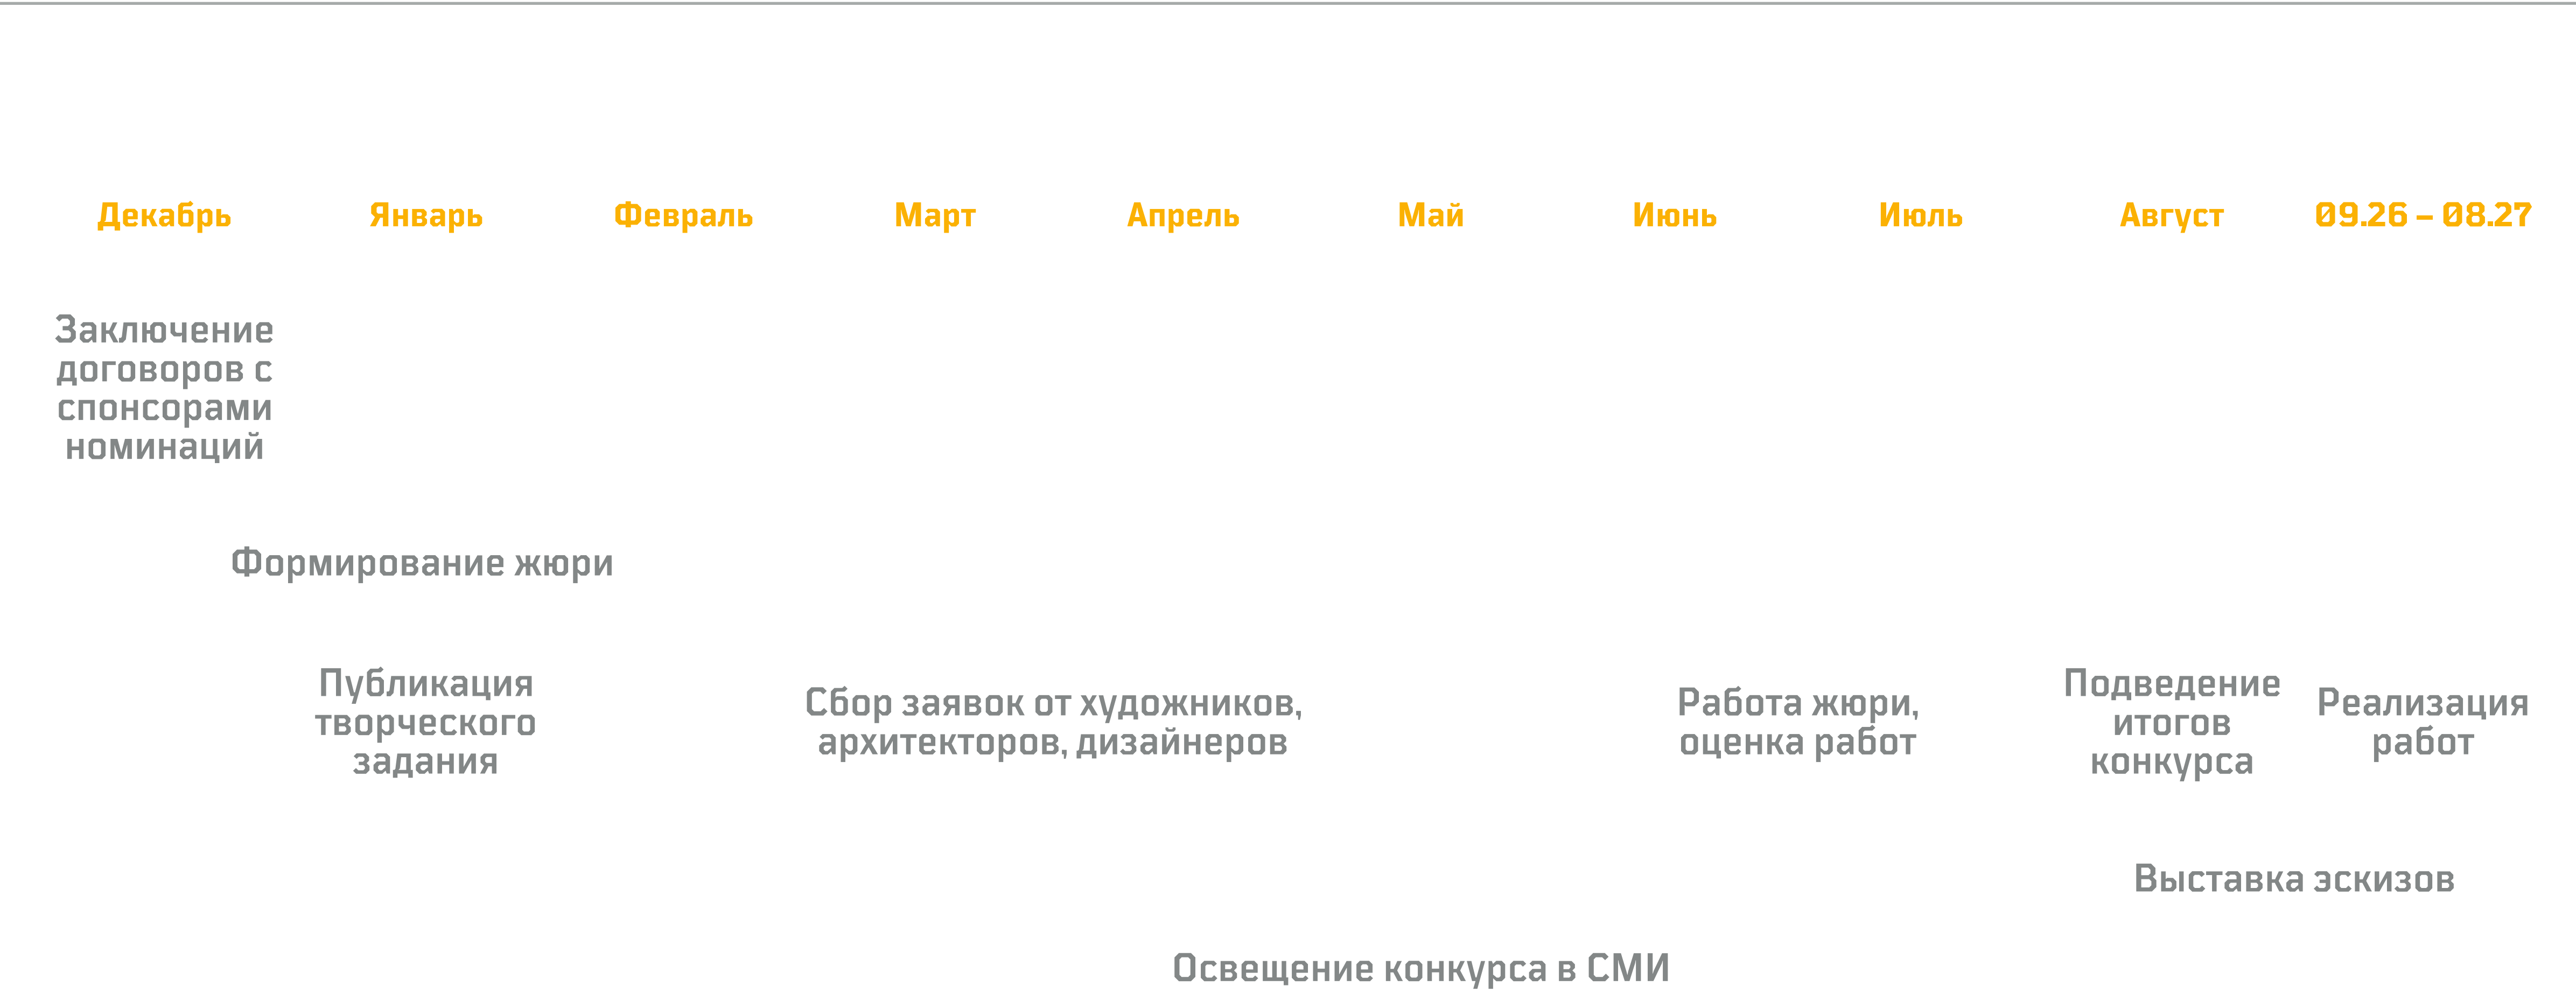 Декабрь Январь Февраль Март Апрель Май Июнь Июль Август 09.26 – 08.27
Заключение
договоров с
спонсорами
номинаций
Формирование жюри
Публикация
творческого
задания
Сбор заявок от художников,
архитекторов, дизайнеров
Работа жюри,
оценка работ
Подведение
итогов
конкурса
Реализация
работ
Выставка эскизов
Освещение конкурса в СМИ